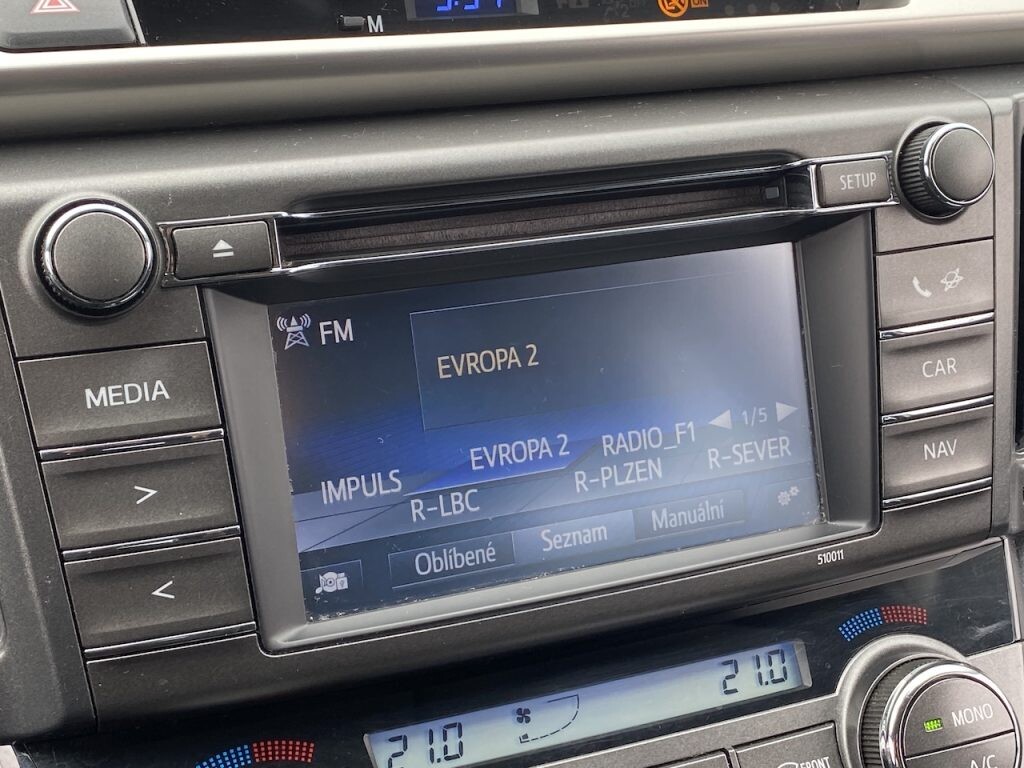 M
SETUP
FM
EVROPA 2
MEDIA
CAR
1/5
IMPULS EVROPA 2 RADIO_F1
NAV
R-LBC R-PLZEN R-SEVER
Oblíbené Seznam Manuální
510011
>
<
21.0 21.0
MONO
FRONT
A/C